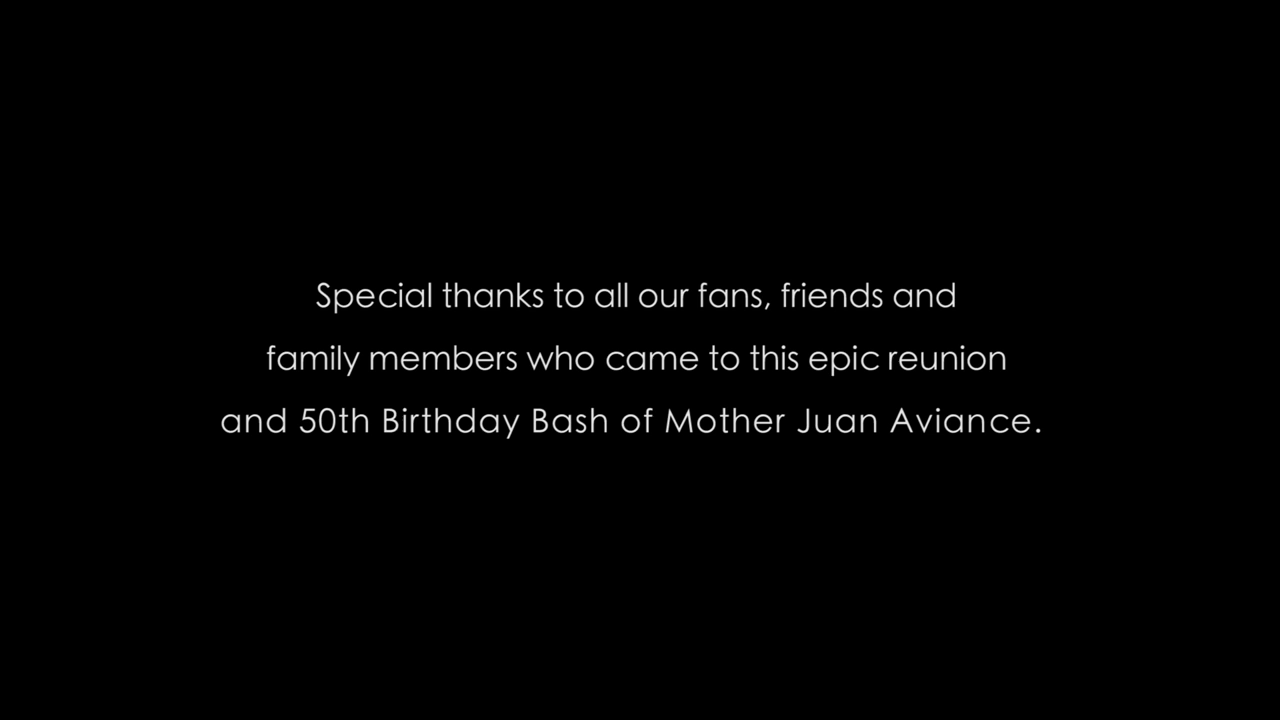 Special thanks to all our fans, friends and
family members who came to this epic reunion
and 50th Birthday Bash of Mother Juan Aviance.